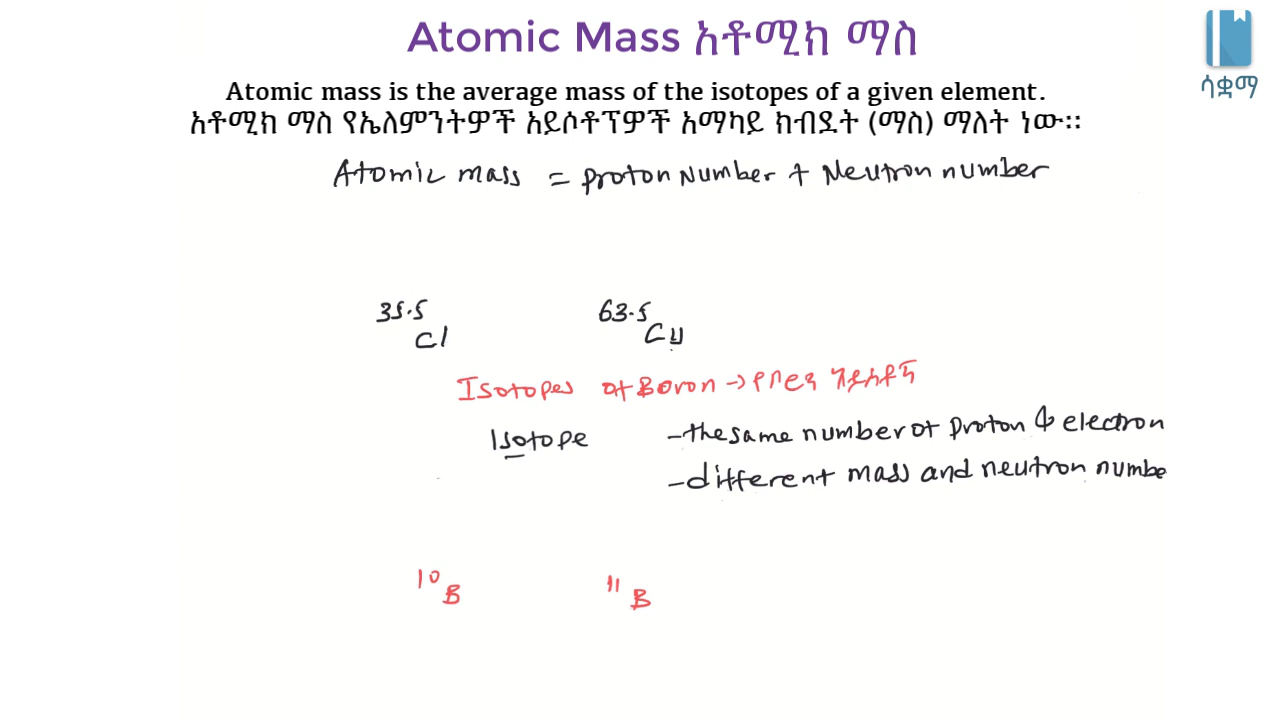 Atomic Mass አቶሚክ ማስ
ሳቋማ
Atomic mass is the average mass of the isotopes of a given element.
አቶሚክ ማስ የኤለምንትዎች አይሶቶፕዎች አማካይ ክብደት (ማስ) ማለት ነው።
Atomic mass = proton Number + Neutron number
35.5 Cl 63.5 Cu
Isotopes of Boron →
Isotope - the same number of proton & electron
- different mass and neutron numbe
10 B 11 B